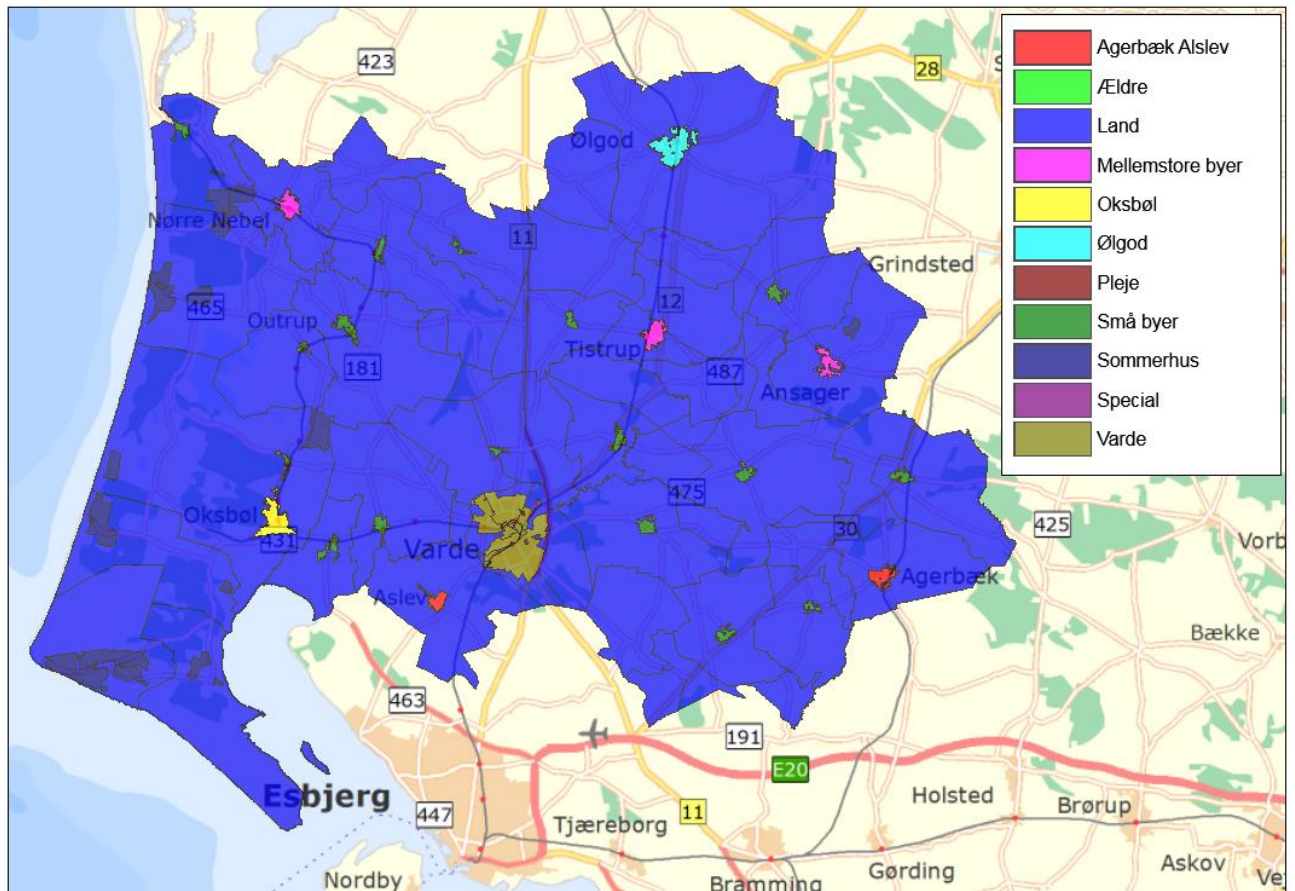 Agerbæk Alslev
Ældre
Land
Mellemstore byer
Oksbøl
Ølgod
Pleje
Små byer
Sommerhus
Special
Varde
423
28
Ølgod
Nørre Nebel
11
Grindsted
465
12
Outrup
Tistrup
181
487
Ansager
475
Oksbøl
431
30
425
Vorb
Varde
Agerbæk
Aslev
Bække
463
191
E20
Esbjerg
447
11
Holsted
Brørup
Tjæreborg
Askov
Gørding
Nordby
Bramming
Ve